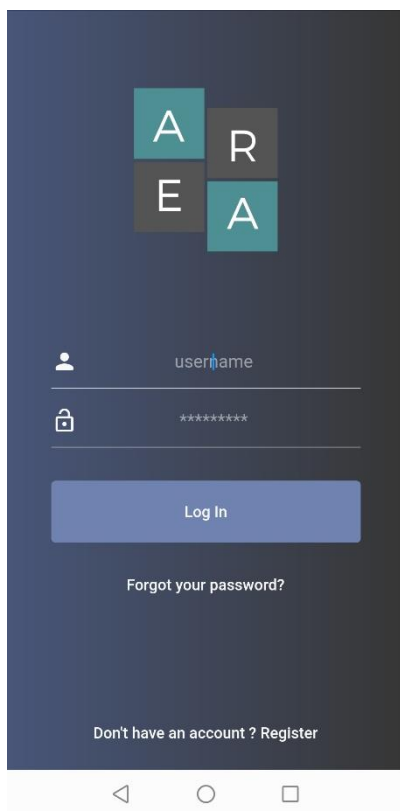 A R
E A
username
*********
Log In
Forgot your password?
Don't have an account ? Register